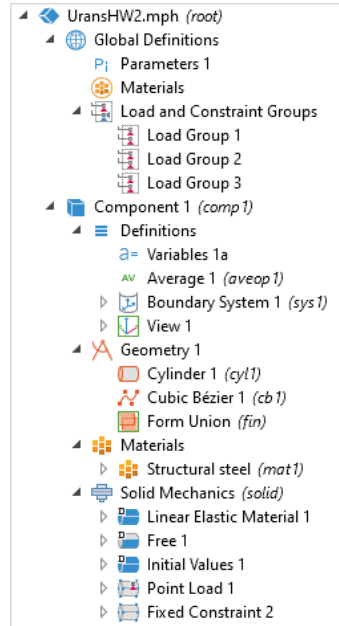 UransHW2.mph (root)
Global Definitions
Pi Parameters 1
Materials
Load and Constraint Groups
Load Group 1
Load Group 2
Load Group 3
Component 1 (comp1)
Definitions
a= Variables 1a
AV Average 1 (aveop1)
Boundary System 1 (sys1)
View 1
Geometry 1
Cylinder 1 (cyl1)
Cubic Bézier 1 (cb1)
Form Union (fin)
Materials
Structural steel (mat1)
Solid Mechanics (solid)
D Linear Elastic Material 1
D Free 1
D Initial Values 1
Point Load 1
Fixed Constraint 2